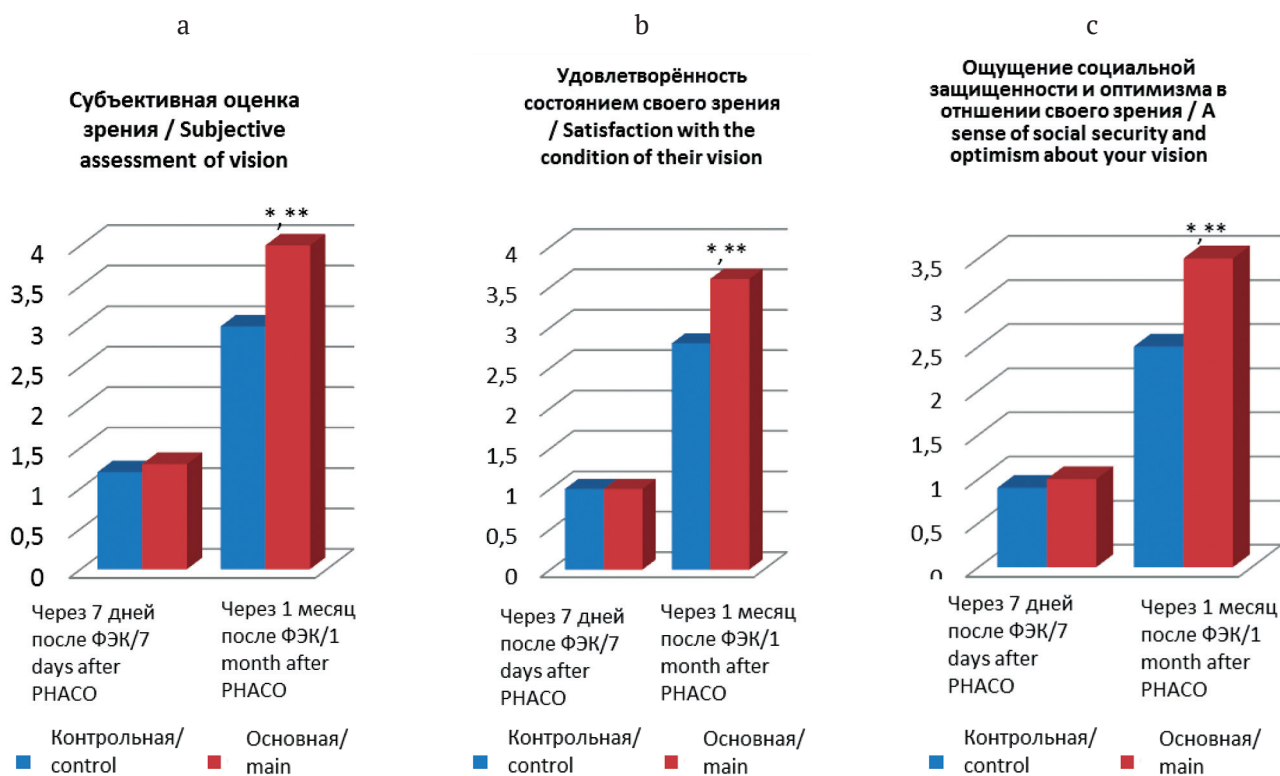 a
Субъективная оценка
зрения / Subjective
assessment of vision
*,**
4
3,5
3
2,5
2
1,5
1
0,5
0
Через 7 дней
после ФЭК/7
days after
PHACO
Через 1 месяц
после ФЭК/1
month after
PHACO
Контрольная/
control
Основная/
main
b
Удовлетворённость
состоянием своего зрения
/ Satisfaction with the
condition of their vision
*,**
4
3,5
3
2,5
2
1,5
1
0,5
0
Через 7 дней
после ФЭК/7
days after
PHACO
Через 1 месяц
после ФЭК/1
month after
PHACO
Контрольная/
control
Основная/
main
c
Ощущение социальной
защищенности и оптимизма в
отншении своего зрения / A
sense of social security and
optimism about your vision
*,**
3,5
3
2,5
2
1,5
1
0,5
0
Через 7 дней
после ФЭК/7
days after
PHACO
Через 1 месяц
после ФЭК/1
month after
PHACO
Контрольная/
control
Основная/
main